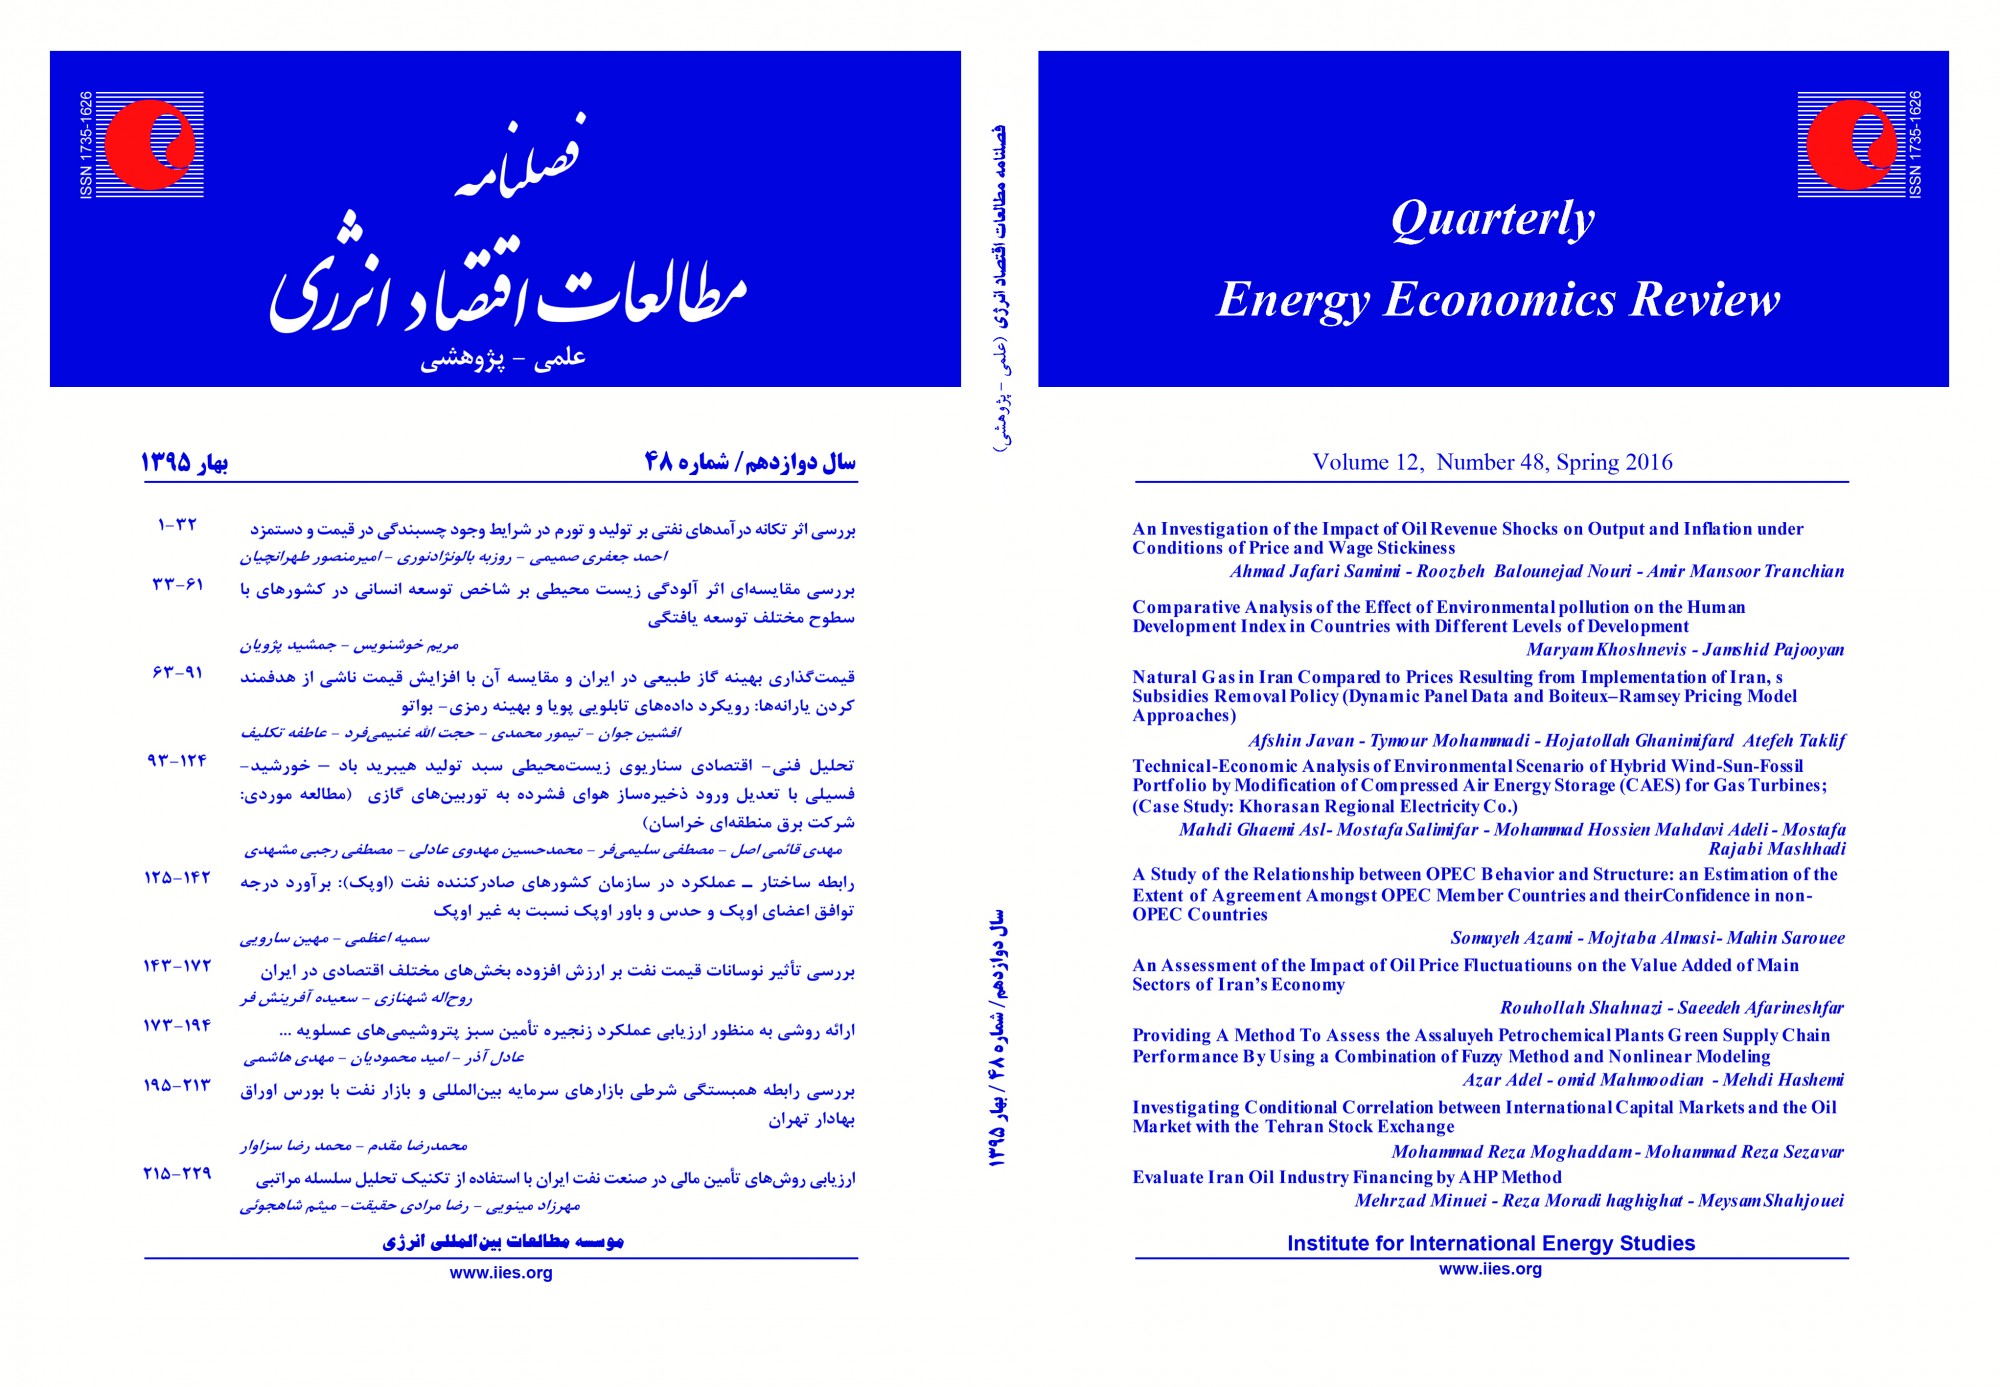 ISSN 1735-1626
فصلنامه
مطالعات اقتصاد انرژی
علمی - پژوهشی
سال دوازدهم/ شماره ۴۸
بهار ۱۳۹۵
بررسی اثر تکانه درآمدهای نفتی بر تولید و تورم در شرایط وجود چسبندگی در قیمت و دستمزد ۱-۳۲
احمد جعفری صمیمی - روزبه بالونژادنوری - امیرمنصور طهرانچیان
بررسی مقایسه‌ای اثر آلودگی زیست محیطی بر شاخص توسعه انسانی در کشورهای با ۳۳-۶۱
سطوح مختلف توسعه یافتگی
مریم خوشنویس - جمشید پژویان
قیمت‌گذاری بهینه گاز طبیعی در ایران و مقایسه آن با افزایش قیمت ناشی از هدفمند ۶۳-۹۱
کردن یارانه‌ها: رویکرد داده‌های تابلویی پویا و بهینه رمزی- بواتو
افشین جوان - تیمور محمدی - حجت الله غنیمی‌فرد - عاطفه تکلیف
تحلیل فنی- اقتصادی سناریوی زیست‌محیطی سبد تولید هیبرید باد – خورشید- ۹۳-۱۲۴
فسیلی با تعدیل ورود ذخیره‌ساز هوای فشرده به توربین‌های گازی (مطالعه موردی:
شرکت برق منطقه‌ای خراسان)
مهدی قائمی اصل - مصطفی سلیمی‌فر - محمدحسین مهدوی عادلی - مصطفی رجبی مشهدی
رابطه ساختار ــ عملکرد در سازمان کشورهای صادرکننده نفت (اوپک): برآورد درجه ۱۲۵-۱۴۲
توافق اعضای اوپک و حدس و باور اوپک نسبت به غیر اوپک
سمیه اعظمی - مهین سارویی
بررسی تأثیر نوسانات قیمت نفت بر ارزش افزوده بخش‌های مختلف اقتصادی در ایران ۱۴۳-۱۷۲
روح‌اله شهنازی - سعیده آفرینش فر
ارائه روشی به منظور ارزیابی عملکرد زنجیره تأمین سبز پتروشیمی‌های عسلویه ... ۱۷۳-۱۹۴
عادل آذر - امید محمودیان - مهدی هاشمی
بررسی رابطه همبستگی شرطی بازارهای سرمایه بین‌المللی و بازار نفت با بورس اوراق ۱۹۵-۲۱۳
بهادار تهران
محمدرضا مقدم - محمد رضا سزاوار
ارزیابی روش‌های تأمین مالی در صنعت نفت ایران با استفاده از تکنیک تحلیل سلسله مراتبی ۲۱۵-۲۲۹
مهرزاد مینویی - رضا مرادی حقیقت- میثم شاهجوئی
موسسه مطالعات بین‌المللی انرژی
www.iies.org
فصلنامه مطالعات اقتصاد انرژی (علمی - پژوهشی)
سال دوازدهم/ شماره ۴۸ / بهار ۱۳۹۵
ISSN 1735-1626
Quarterly
Energy Economics Review
Volume 12, Number 48, Spring 2016
An Investigation of the Impact of Oil Revenue Shocks on Output and Inflation under
Conditions of Price and Wage Stickiness
Ahmad Jafari Samimi - Roozbeh Balounejad Nouri - Amir Mansoor Tranchian
Comparative Analysis of the Effect of Environmental pollution on the Human
Development Index in Countries with Different Levels of Development
Maryam Khoshnevis - Jamshid Pajooyan
Natural Gas in Iran Compared to Prices Resulting from Implementation of Iran, s
Subsidies Removal Policy (Dynamic Panel Data and Boiteux–Ramsey Pricing Model
Approaches)
Afshin Javan - Tymour Mohammadi - Hojatollah Ghanimifard Atefeh Taklif
Technical-Economic Analysis of Environmental Scenario of Hybrid Wind-Sun-Fossil
Portfolio by Modification of Compressed Air Energy Storage (CAES) for Gas Turbines;
(Case Study: Khorasan Regional Electricity Co.)
Mahdi Ghaemi Asl- Mostafa Salimifar - Mohammad Hossien Mahdavi Adeli - Mostafa
Rajabi Mashhadi
A Study of the Relationship between OPEC Behavior and Structure: an Estimation of the
Extent of Agreement Amongst OPEC Member Countries and theirConfidence in non-
OPEC Countries
Somayeh Azami - Mojtaba Almasi- Mahin Sarouee
An Assessment of the Impact of Oil Price Fluctuatiouns on the Value Added of Main
Sectors of Iran’s Economy
Rouhollah Shahnazi - Saeedeh Afarineshfar
Providing A Method To Assess the Assaluyeh Petrochemical Plants Green Supply Chain
Performance By Using a Combination of Fuzzy Method and Nonlinear Modeling
Azar Adel - omid Mahmoodian - Mehdi Hashemi
Investigating Conditional Correlation between International Capital Markets and the Oil
Market with the Tehran Stock Exchange
Mohammad Reza Moghaddam- Mohammad Reza Sezavar
Evaluate Iran Oil Industry Financing by AHP Method
Mehrzad Minuei - Reza Moradi haghighat - Meysam Shahjouei
Institute for International Energy Studies
www.iies.org